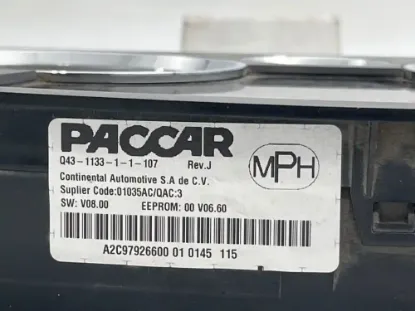 PACCAR
Q43-1133-1-1-107 Rev.J
MPH
Continental Automotive S.A de C.V.
Suplier Code:01035AC/QAC:3
SW: V08.00 EEPROM: 00 V06.60
A2C97926600 01 0145 115